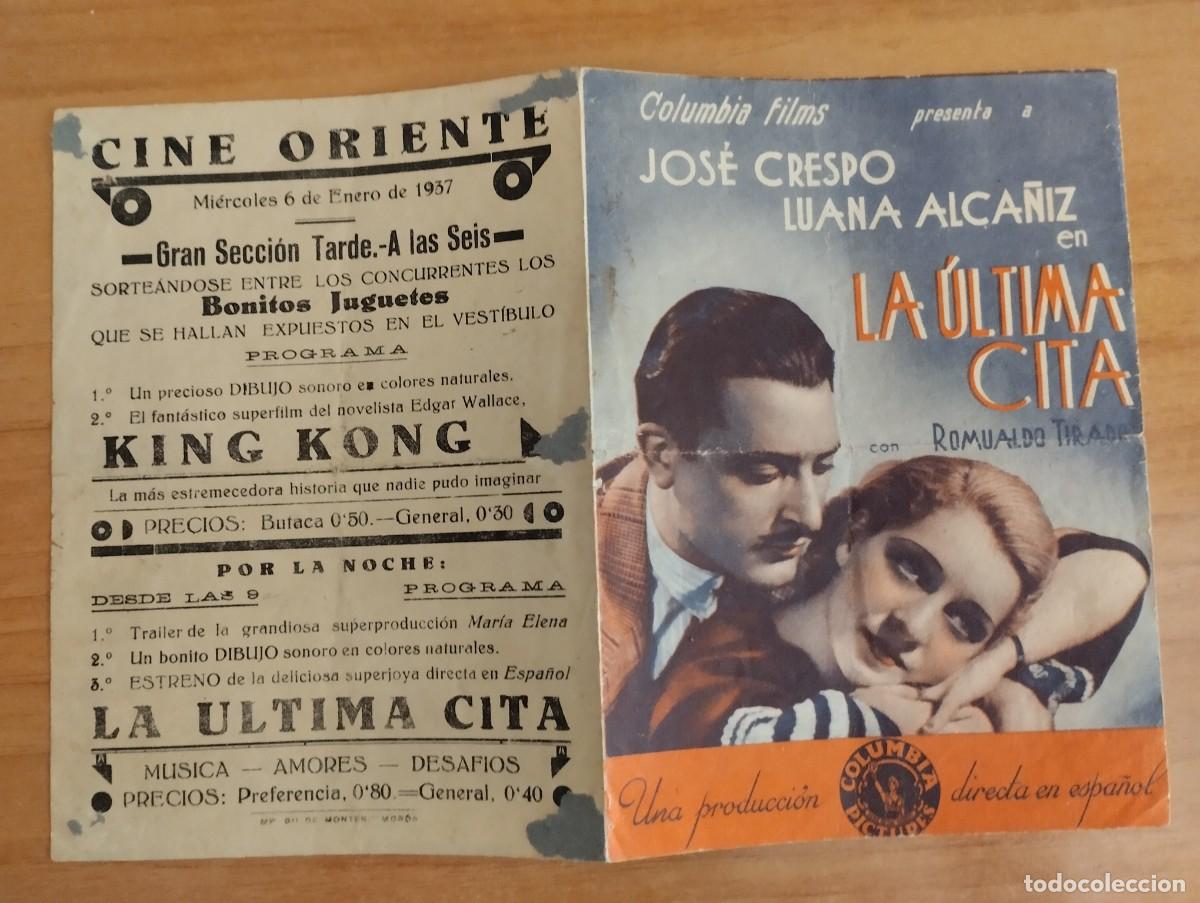 CINE ORIENTE
Miércoles 6 de Enero de 1937
Gran Sección Tarde.-A las Seis
SORTEÁNDOSE ENTRE LOS CONCURRENTES LOS
Bonitos Juguetes
QUE SE HALLAN EXPUESTOS EN EL VESTÍBULO
PROGRAMA
1.º Un precioso DIBUJO sonoro en colores naturales.
2.º El fantástico superfilm del novelista Edgar Wallace,
KING KONG
La más estremecedora historia que nadie pudo imaginar
PRECIOS: Butaca 0'50.--General, 0'30
POR LA NOCHE:
DESDE LAS 9 PROGRAMA
1.º Trailer de la grandiosa superproducción María Elena
2.º Un bonito DIBUJO sonoro en colores naturales.
3.º ESTRENO de la deliciosa superjoya directa en Español
LA ULTIMA CITA
MUSICA — AMORES — DESAFIOS
PRECIOS: Preferencia, 0'80.=General, 0'40
DE MONTER MORÓN
Columbia Films presenta a
JOSÉ CRESPO
LUANA ALCAÑIZ
en
LA ÚLTIMA
CITA
con ROMUALDO TIRADO
Una producción COLUMBIA PICTURES directa en español
todocoleccion